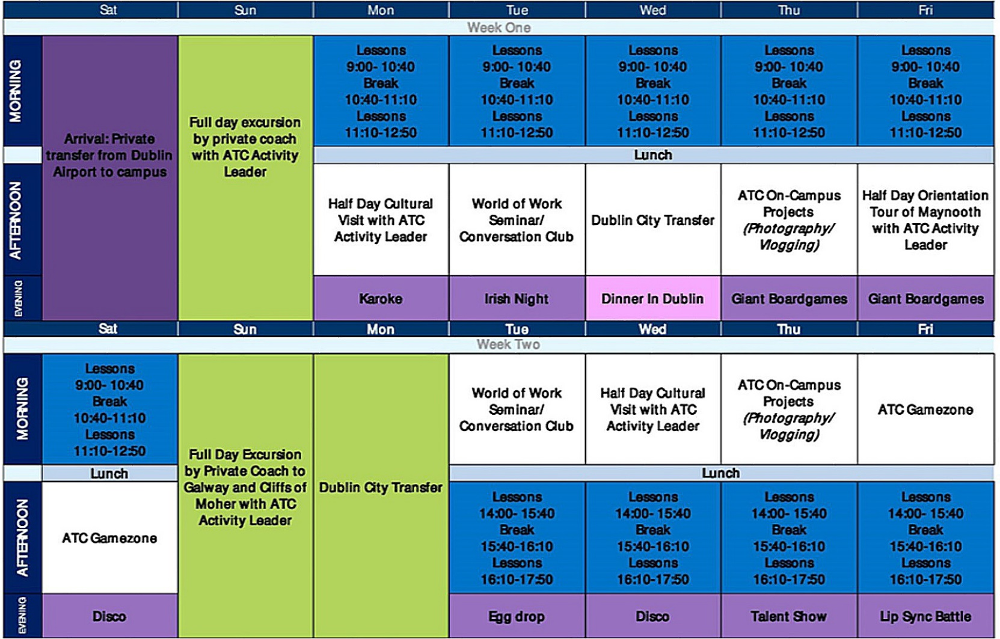 Sat Sun Mon Tue Wed Thu Fri
Week One
MORNING
Arrival: Private
transfer from Dublin
Airport to campus
Full day excursion
by private coach
with ATC Activity
Leader
Lessons
9:00- 10:40
Break
10:40-11:10
Lessons
11:10-12:50
Lessons
9:00- 10:40
Break
10:40-11:10
Lessons
11:10-12:50
Lessons
9:00- 10:40
Break
10:40-11:10
Lessons
11:10-12:50
Lessons
9:00- 10:40
Break
10:40-11:10
Lessons
11:10-12:50
Lessons
9:00- 10:40
Break
10:40-11:10
Lessons
11:10-12:50
Lunch
AFTERNOON
Half Day Cultural
Visit with ATC
Activity Leader
World of Work
Seminar/
Conversation Club
Dublin City Transfer
ATC On-Campus
Projects
(Photography/
Vlogging)
Half Day Orientation
Tour of Maynooth
with ATC Activity
Leader
EVENING
Karoke
Irish Night
Dinner In Dublin
Giant Boardgames
Giant Boardgames
Sat Sun Mon Tue Wed Thu Fri
Week Two
MORNING
Lessons
9:00- 10:40
Break
10:40-11:10
Lessons
11:10-12:50
Full Day Excursion
by Private Coach to
Galway and Cliffs of
Moher with ATC
Activity Leader
Dublin City Transfer
World of Work
Seminar/
Conversation Club
Half Day Cultural
Visit with ATC
Activity Leader
ATC On-Campus
Projects
(Photography/
Vlogging)
ATC Gamezone
Lunch
Lunch
AFTERNOON
ATC Gamezone
Lessons
14:00- 15:40
Break
15:40-16:10
Lessons
16:10-17:50
Lessons
14:00- 15:40
Break
15:40-16:10
Lessons
16:10-17:50
Lessons
14:00- 15:40
Break
15:40-16:10
Lessons
16:10-17:50
Lessons
14:00- 15:40
Break
15:40-16:10
Lessons
16:10-17:50
EVENING
Disco
Egg drop
Disco
Talent Show
Lip Sync Battle